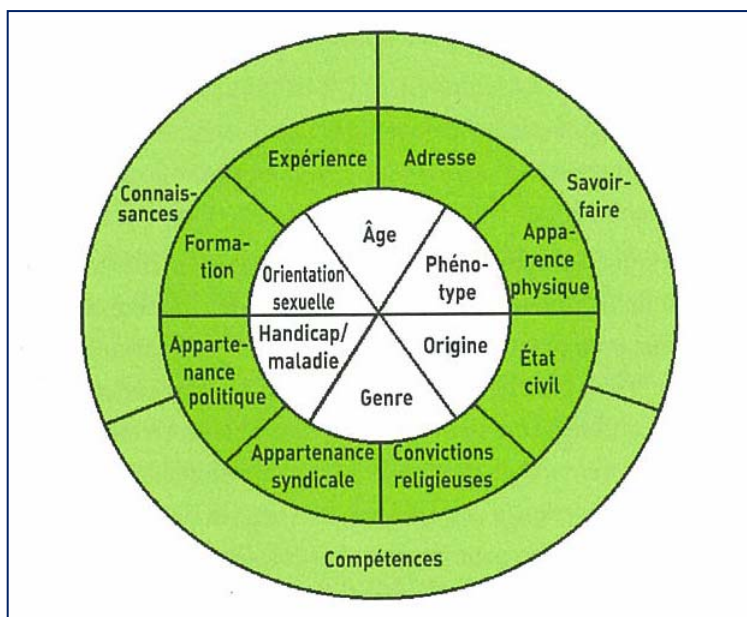 Expérience
Adresse
Connais-
sances
Savoir-
faire
Forma-
tion
Appa-
rence
physique
Âge
Orientation
sexuelle
Phéno-
type
Handicap/
maladie
Origine
Genre
Apparte-
nance
politique
État
civil
Appartenance
syndicale
Convictions
religieuses
Compétences